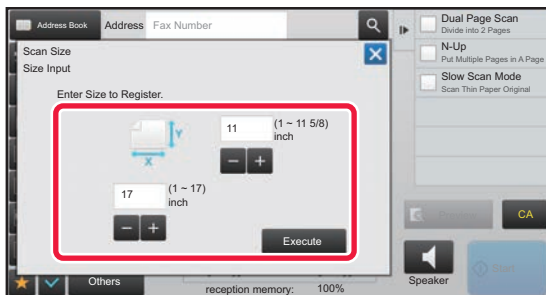 Address Book Address Fax Number
Scan Size
Size Input
Enter Size to Register.
Y
X
11 (1 ~ 11 5/8)
inch
17 (1 ~ 17)
inch
Execute
Others
reception memory: 100%
Dual Page Scan
Divide into 2 Pages
N-Up
Put Multiple Pages in A Page
Slow Scan Mode
Scan Thin Paper Original
CA
Speaker
Start